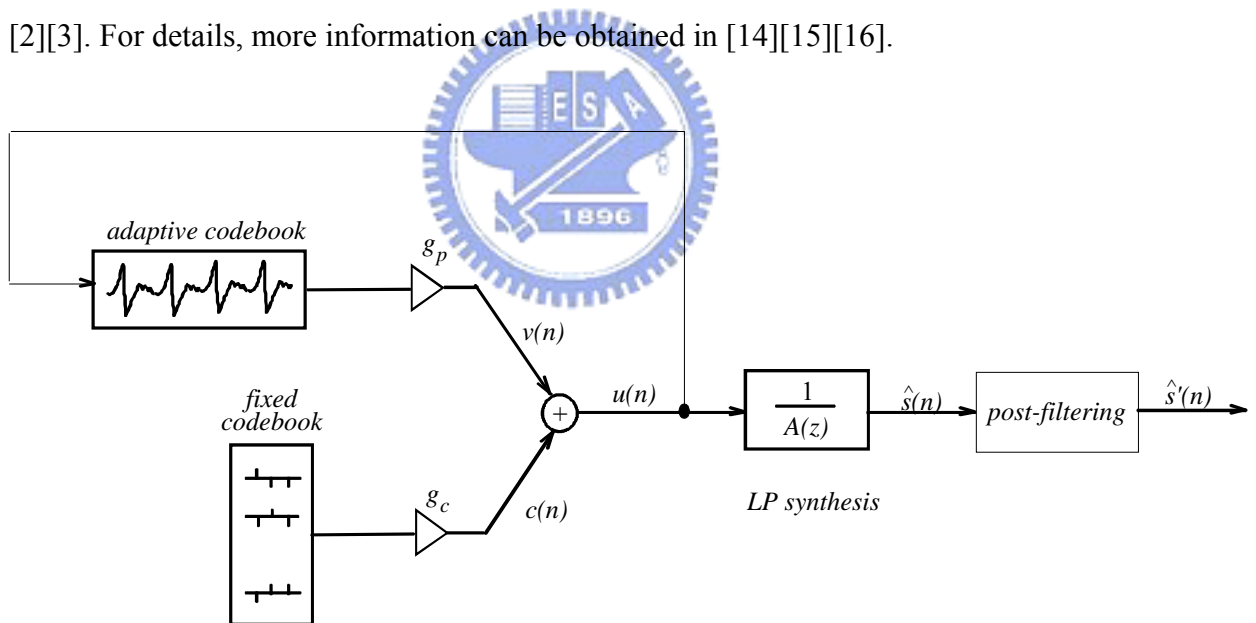 [2][3]. For details, more information can be obtained in [14][15][16].
E S A
1896
adaptive codebook
g_p
v(n)
fixed
codebook
+
u(n)
1
A(z)
ŝ(n)
post-filtering
ŝ'(n)
g_c
c(n)
LP synthesis